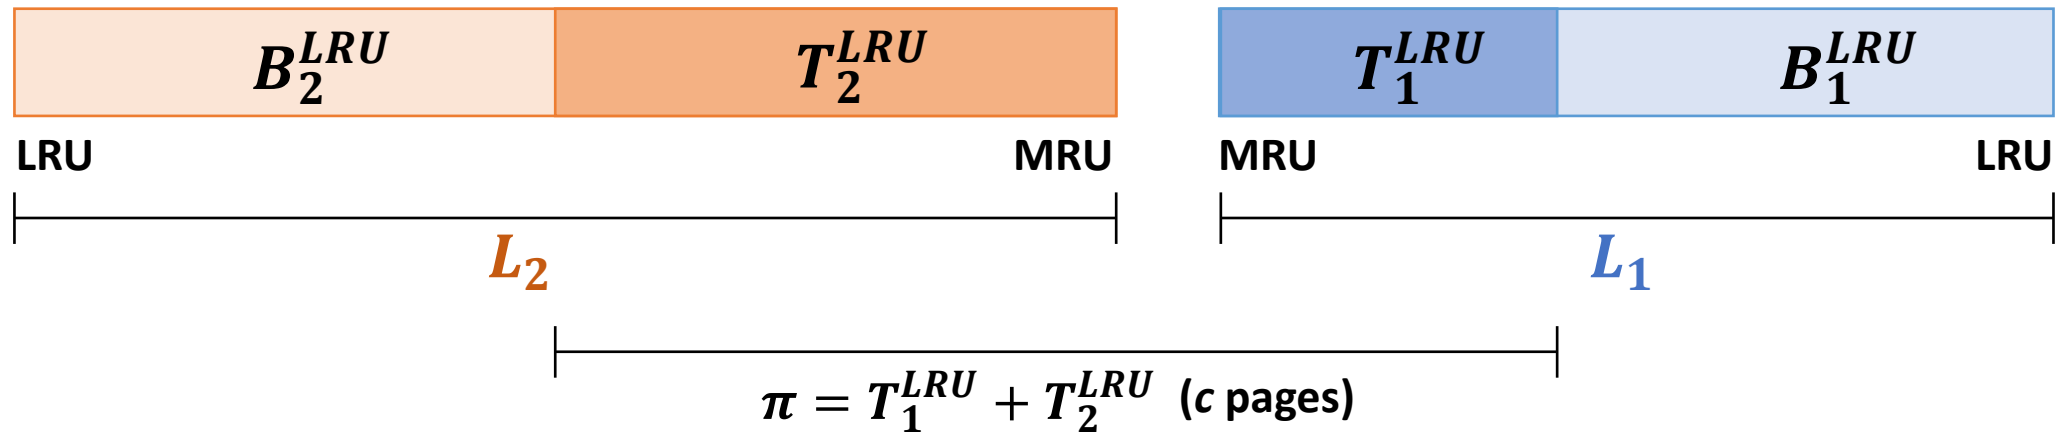 B₂^LRU T₂^LRU T₁^LRU B₁^LRU
LRU MRU MRU LRU
L₂ L₁
π = T₁^LRU + T₂^LRU (c pages)